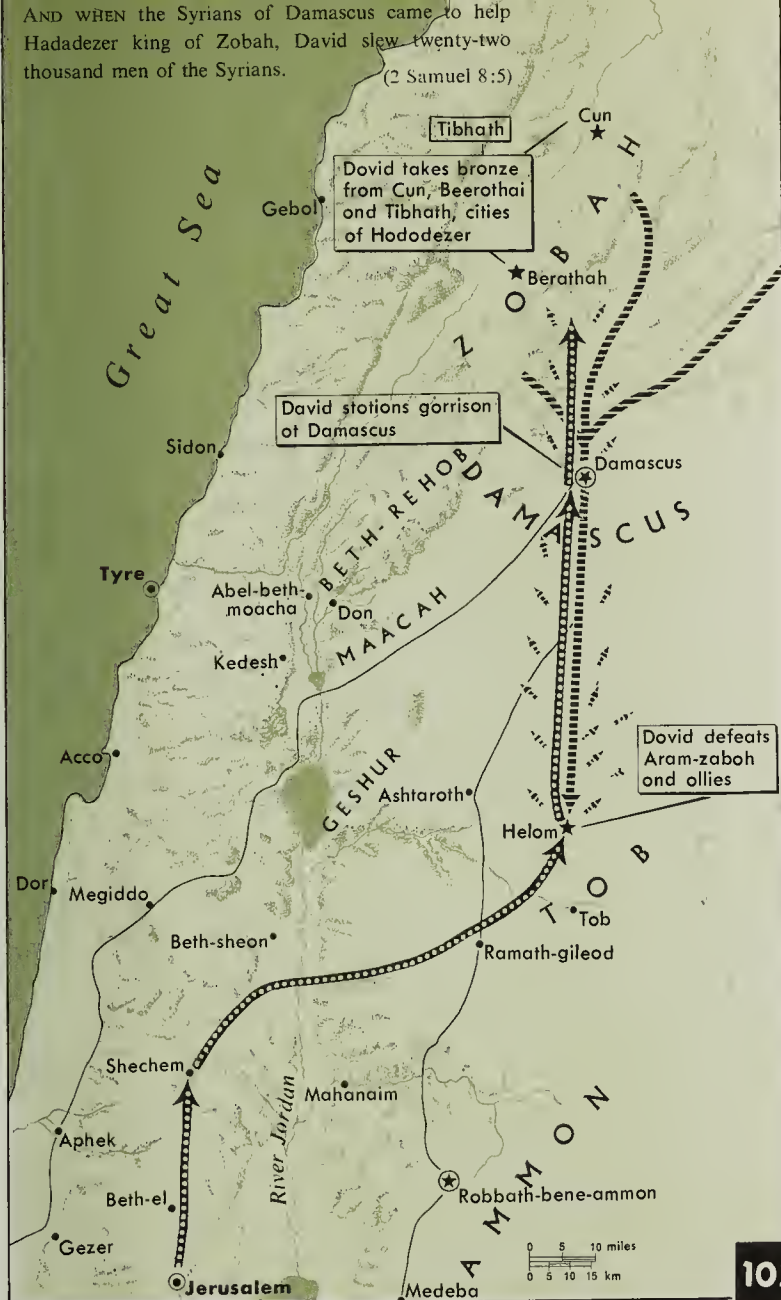 AND WHEN the Syrians of Damascus came to help
Hadadezer king of Zobah, David slew twenty-two
thousand men of the Syrians.
(2 Samuel 8:5)
Cun
Tibhath
ZOBAH
Dovid takes bronze
from Cun, Beerothai
ond Tibhath, cities
of Hododezer
Gebol
Great Sea
Berathah
David stotions gorrison
ot Damascus
Sidon
Damascus
DAMASCUS
BETH-REHOB
Tyre
Abel-beth-
moacha
Don
MAACAH
Kedesh
Dovid defeats
Aram-zaboh
ond ollies
Acco
GESHUR
Ashtaroth
Helom
TOB
Dor
Megiddo
Tob
Beth-sheon
Ramath-gileod
Shechem
Mahanaim
River Jordan
AMMON
Aphek
Robbath-bene-ammon
Beth-el
Gezer
0 5 10 miles
0 5 10 15 km
Jerusalem
Medeba
10